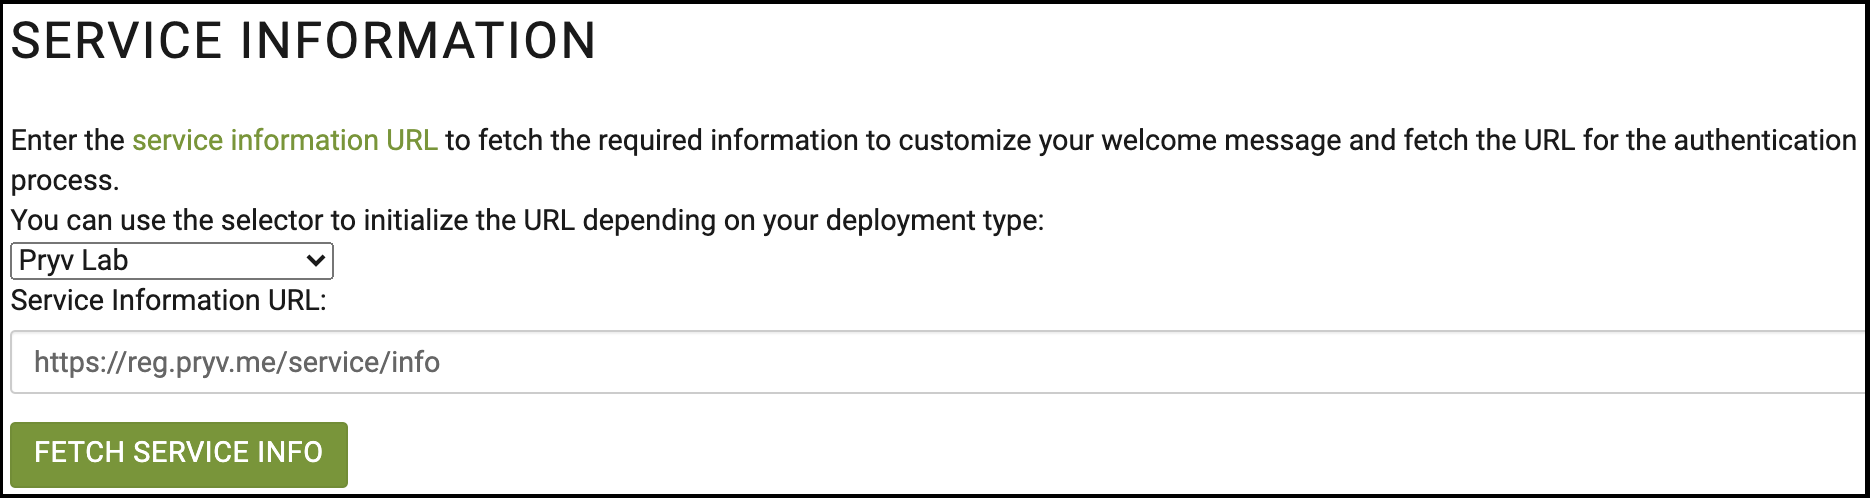 SERVICE INFORMATION
Enter the service information URL to fetch the required information to customize your welcome message and fetch the URL for the authentication
process.
You can use the selector to initialize the URL depending on your deployment type:
Pryv Lab
Service Information URL:
https://reg.pryv.me/service/info
FETCH SERVICE INFO